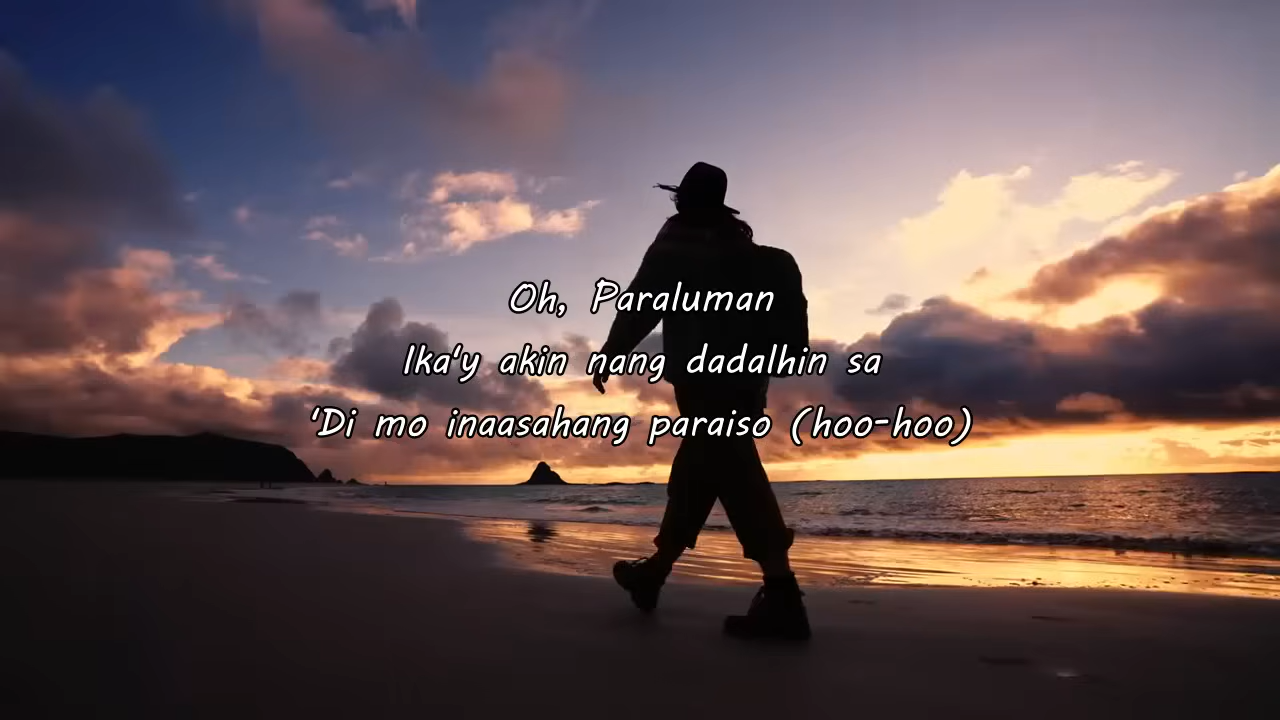 Oh, Paraluman
Ika'y akin nang dadalhin sa
'Di mo inaasahang paraiso (hoo-hoo)